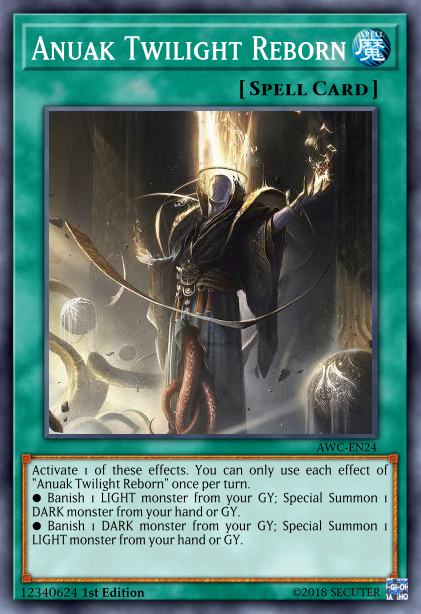 ANUAK TWILIGHT REBORN 魔
[SPELL CARD]
AWC-EN24
Activate 1 of these effects. You can only use each effect of
"Anuak Twilight Reborn" once per turn.
● Banish 1 LIGHT monster from your GY; Special Summon 1
DARK monster from your hand or GY.
● Banish 1 DARK monster from your GY; Special Summon 1
LIGHT monster from your hand or GY.
12340624 1st Edition ©2018 SECUTER